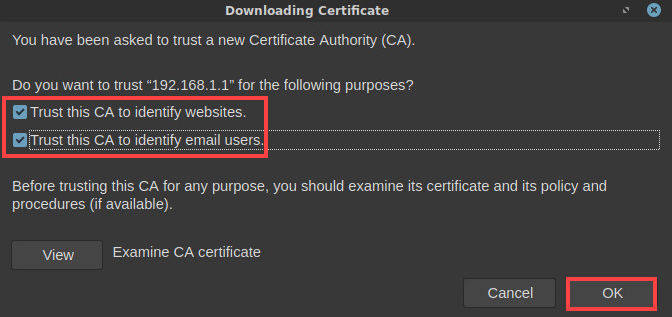 Downloading Certificate
You have been asked to trust a new Certificate Authority (CA).
Do you want to trust “192.168.1.1” for the following purposes?
Trust this CA to identify websites.
Trust this CA to identify email users.
Before trusting this CA for any purpose, you should examine its certificate and its policy and
procedures (if available).
View Examine CA certificate
Cancel OK